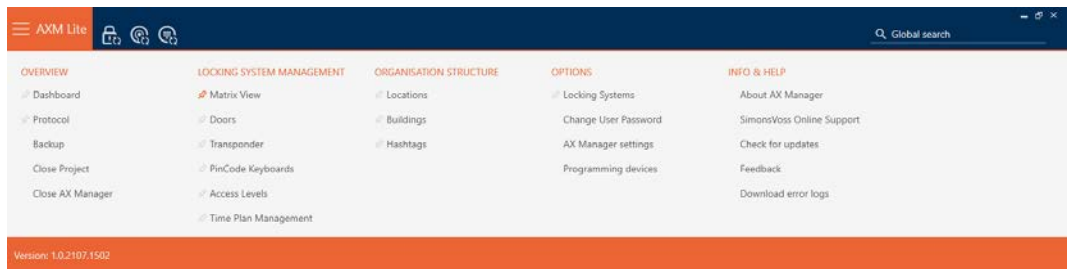 AXM Lite
Global search
OVERVIEW
Dashboard
Protocol
Backup
Close Project
Close AX Manager
LOCKING SYSTEM MANAGEMENT
Matrix View
Doors
Transponder
PinCode Keyboards
Access Levels
Time Plan Management
ORGANISATION STRUCTURE
Locations
Buildings
Hashtags
OPTIONS
Locking Systems
Change User Password
AX Manager settings
Programming devices
INFO & HELP
About AX Manager
SimonsVoss Online Support
Check for updates
Feedback
Download error logs
Version: 1.0.2107.1502